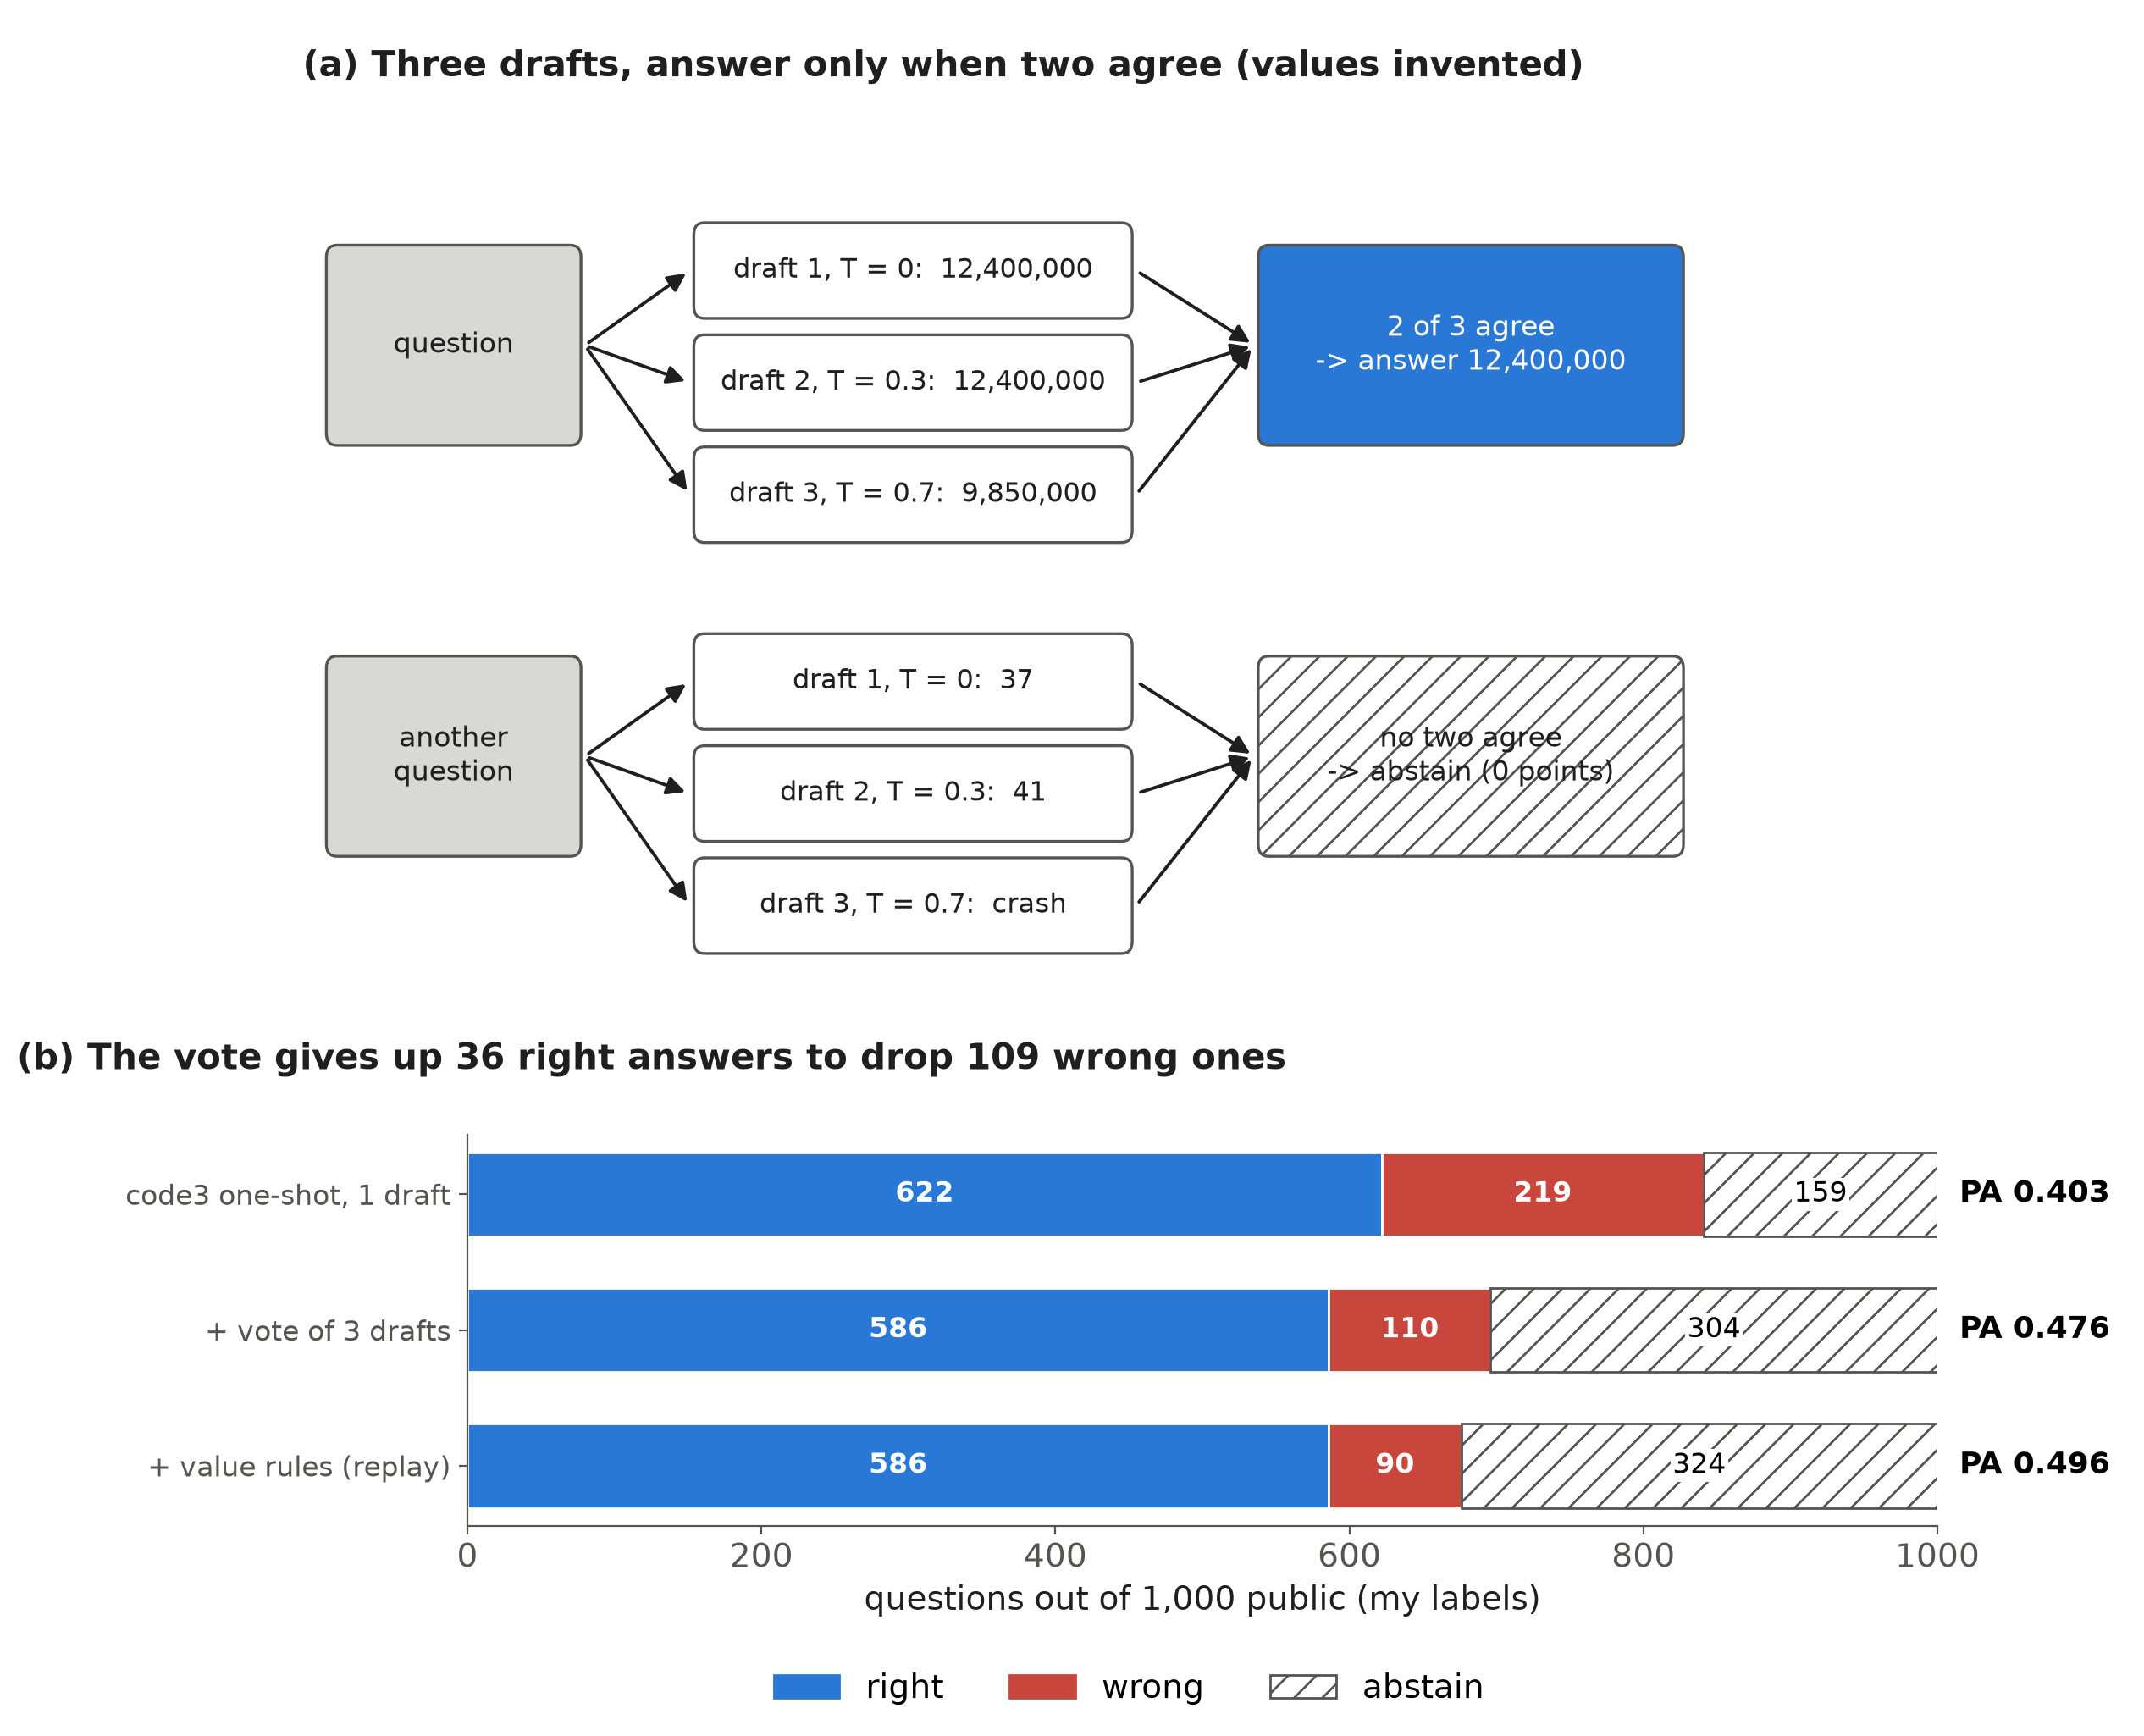 (a) Three drafts, answer only when two agree (values invented)
question
draft 1, T = 0:  12,400,000
draft 2, T = 0.3:  12,400,000
draft 3, T = 0.7:  9,850,000
2 of 3 agree
-> answer 12,400,000
another
question
draft 1, T = 0:  37
draft 2, T = 0.3:  41
draft 3, T = 0.7:  crash
no two agree
-> abstain (0 points)
(b) The vote gives up 36 right answers to drop 109 wrong ones
code3 one-shot, 1 draft 622 219 159 PA 0.403
+ vote of 3 drafts 586 110 304 PA 0.476
+ value rules (replay) 586 90 324 PA 0.496
0 200 400 600 800 1000
questions out of 1,000 public (my labels)
right wrong abstain